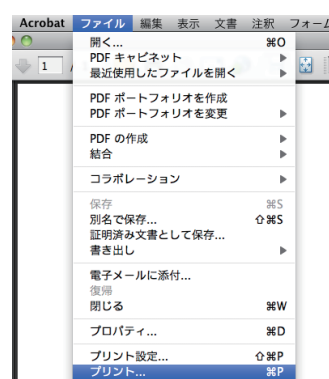 Acrobat ファイル 編集 表示 文書 注釈 フォーム
1 /
開く... ⌘O
PDF キャビネット ▶
最近使用したファイルを開く ▶
PDF ポートフォリオを作成
PDF ポートフォリオを変更 ▶
PDF の作成 ▶
結合 ▶
コラボレーション ▶
保存 ⌘S
別名で保存... ⇧⌘S
証明済み文書として保存...
書き出し ▶
電子メールに添付...
復帰
閉じる ⌘W
プロパティ... ⌘D
プリント設定... ⇧⌘P
プリント... ⌘P